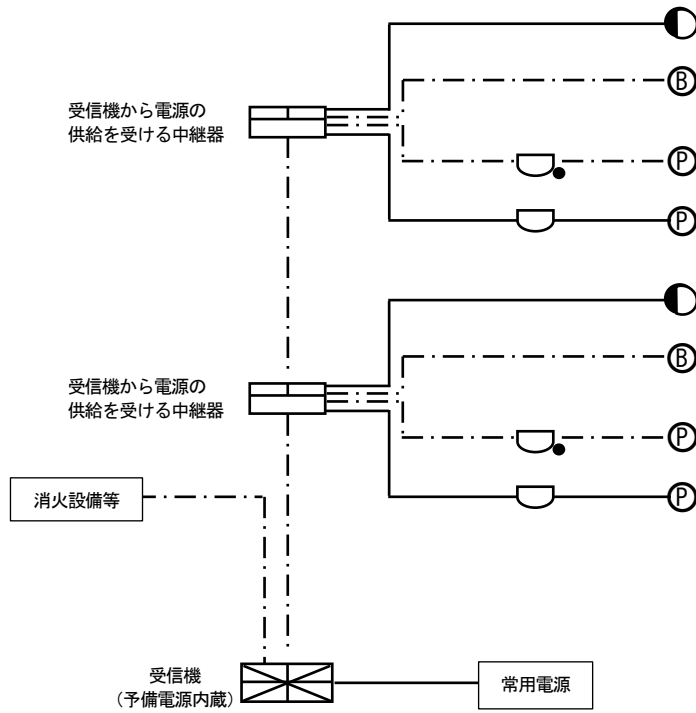 受信機から電源の
供給を受ける中継器
B
P
P
受信機から電源の
供給を受ける中継器
B
P
P
消火設備等
受信機
(予備電源内蔵)
常用電源